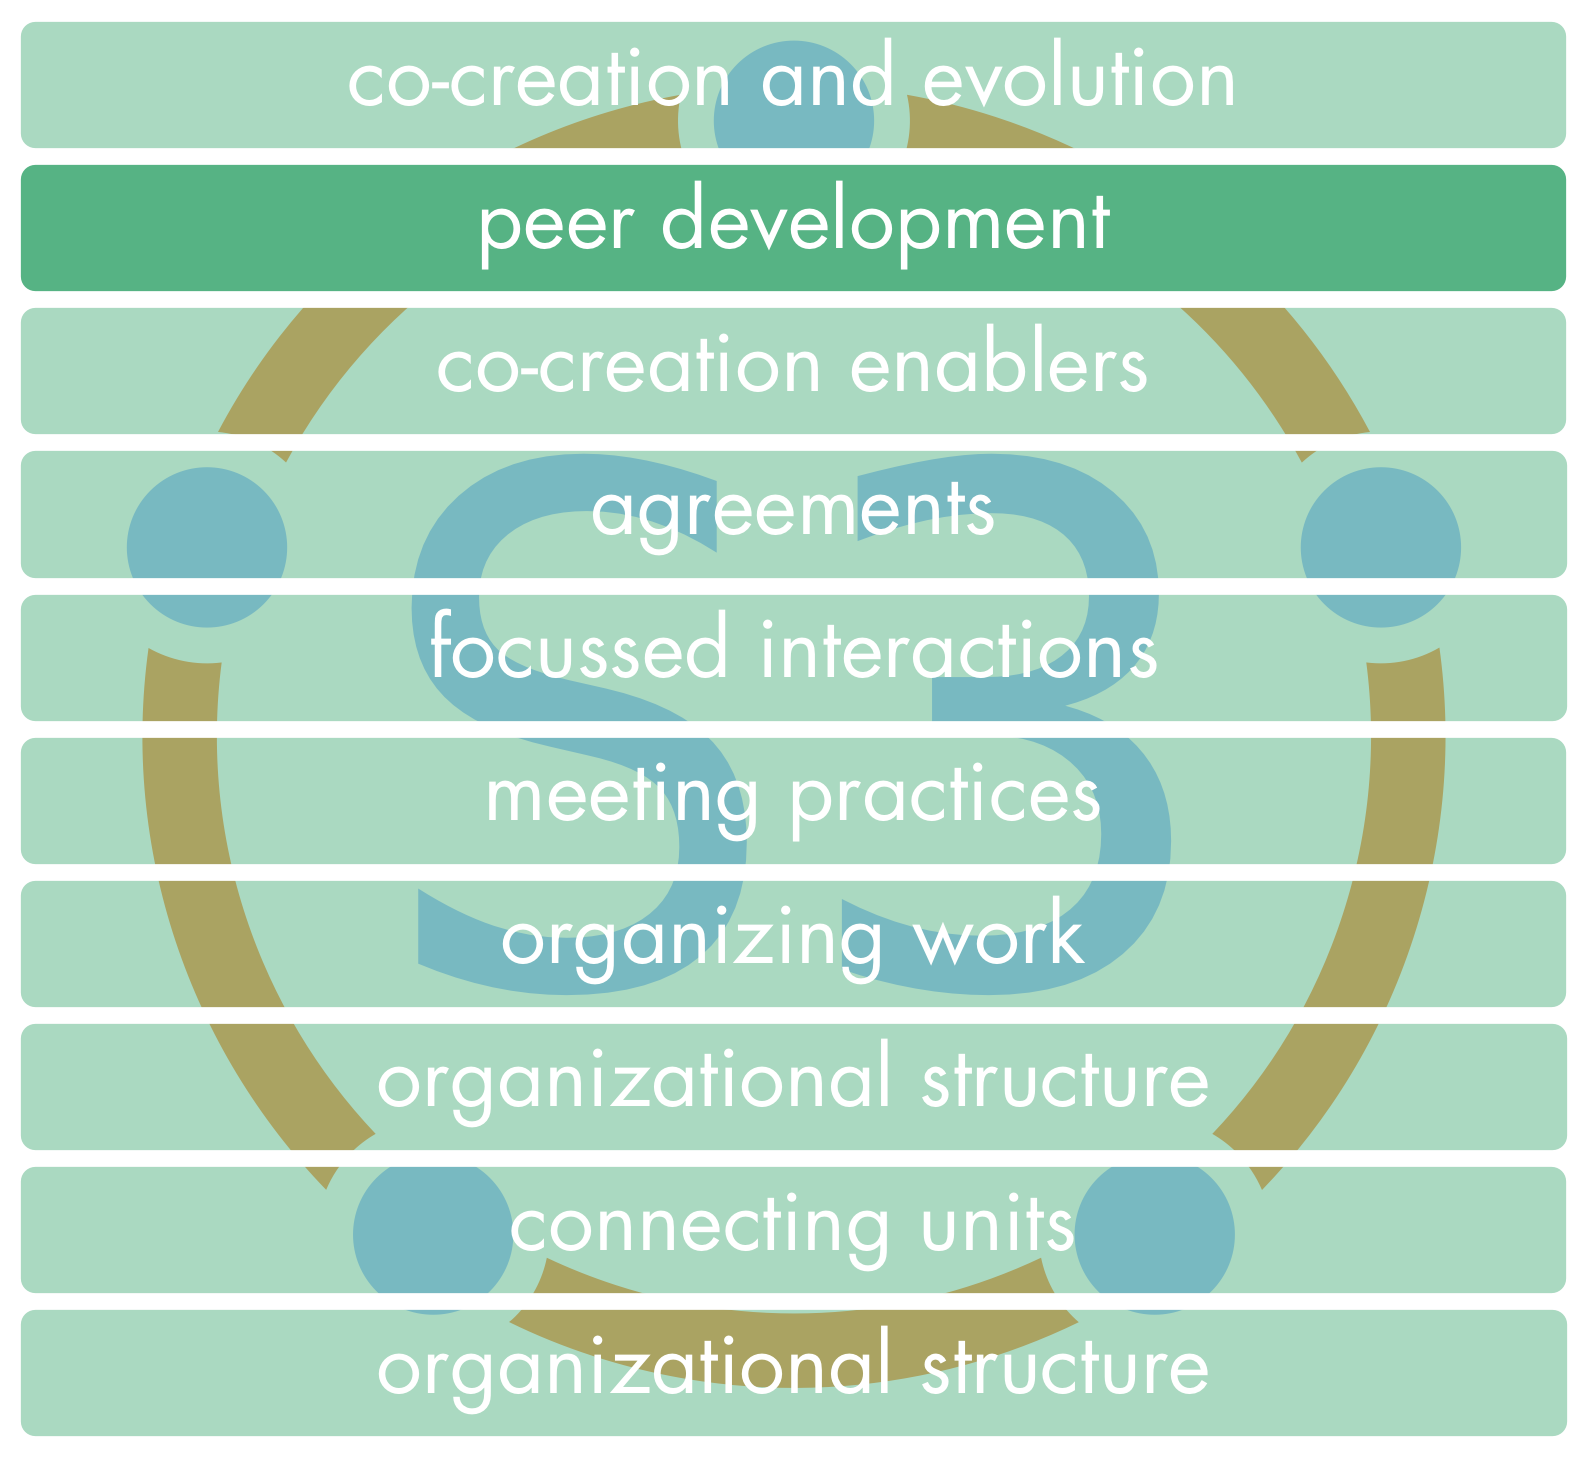 co-creation and evolution
peer development
co-creation enablers
agreements
focussed interactions
meeting practices
organizing work
organizational structure
connecting units
organizational structure
S3